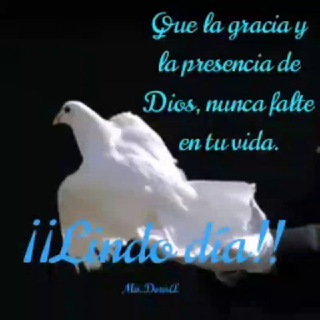 Que la gracia y
la presencia de
Dios, nunca falte
en tu vida.
¡¡Lindo día!!